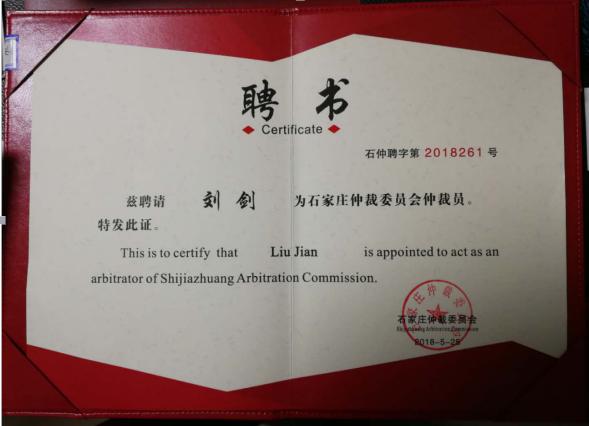 聘书
Certificate
石仲聘字第 2018261 号
兹聘请 刘剑 为石家庄仲裁委员会仲裁员。
特发此证。
This is to certify that Liu Jian is appointed to act as an
arbitrator of Shijiazhuang Arbitration Commission.
石家庄仲裁委员会
Shijiazhuang Arbitration Commission
2018-5-25